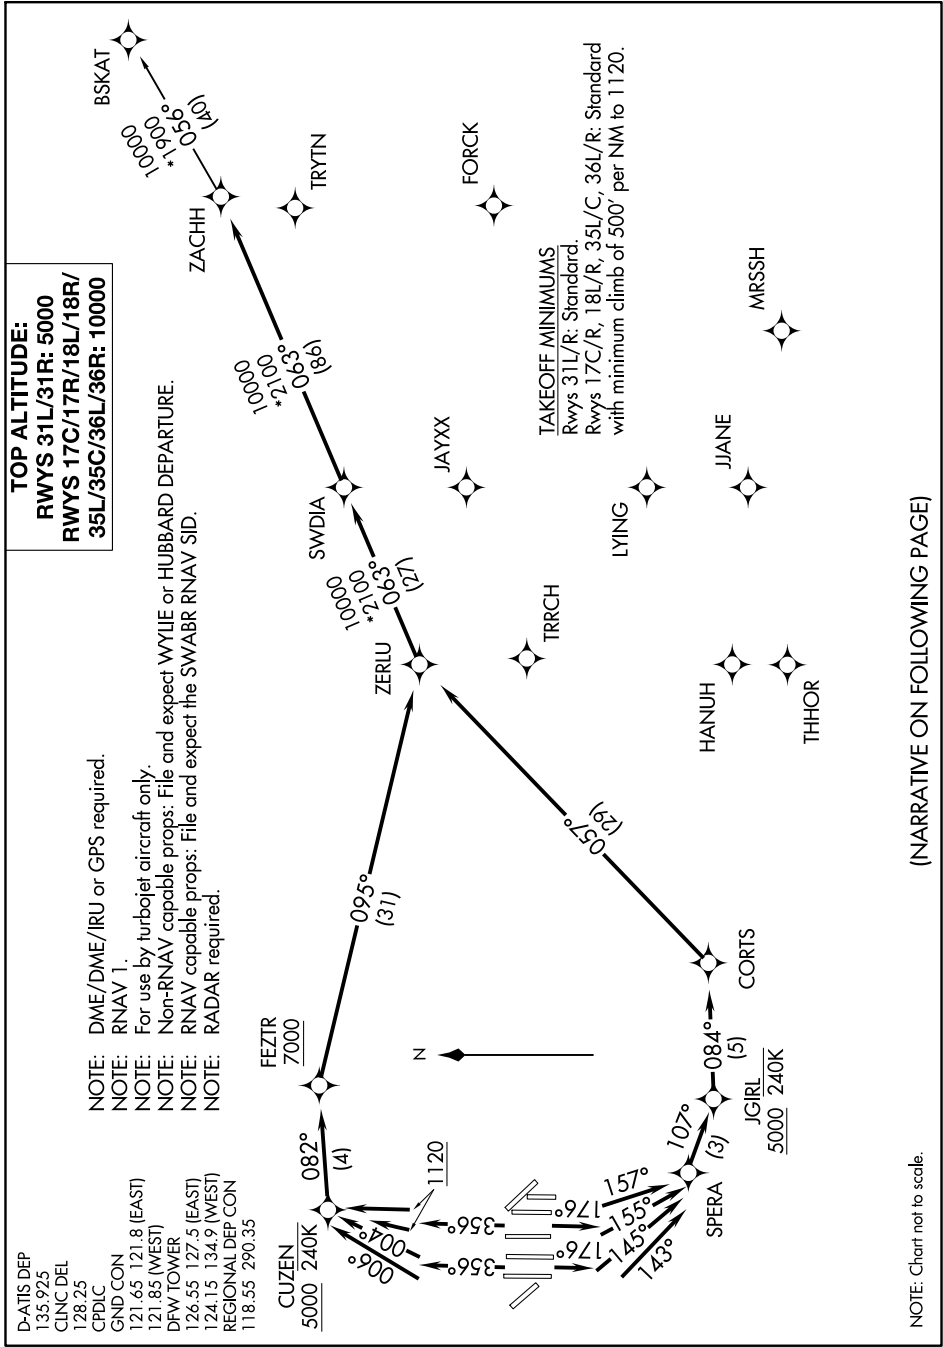 TOP ALTITUDE:
RWYS 31L/31R: 5000
RWYS 17C/17R/18L/18R/
35L/35C/36L/36R: 10000
D-ATIS DEP
135.925
CLNC DEL
128.25
CPDLC
GND CON
121.65 121.8 (EAST)
121.85 (WEST)
DFW TOWER
126.55 127.5 (EAST)
124.15 134.9 (WEST)
REGIONAL DEP CON
118.55 290.35
NOTE: DME/DME/IRU or GPS required.
NOTE: RNAV 1.
NOTE: For use by turbojet aircraft only.
NOTE: Non-RNAV capable props: File and expect WYLIE or HUBBARD DEPARTURE.
NOTE: RNAV capable props: File and expect the SWABR RNAV SID.
NOTE: RADAR required.
BSKAT
10000
*1900
056°
(40)
ZACHH
TRYTN
FORCK
10000
*2100
063°
(86)
SWDIA
JAYXX
10000
*2100
063°
(27)
ZERLU
TRRCH
TAKEOFF MINIMUMS
Rwys 31L/R: Standard.
Rwys 17C/R, 18L/R, 35L/C, 36L/R: Standard
with minimum climb of 500' per NM to 1120.
MRSSH
LYING
JJANE
HANUH
THHOR
CUZEN
5000 240K
082°
(4)
FEZTR
7000
095°
(31)
N
1120
006°
004°
356°
356°
176°
176°
157°
155°
145°
143°
SPERA
107°
(3)
JGIRL
5000 240K
084°
(5)
CORTS
057°
(29)
NOTE: Chart not to scale.
(NARRATIVE ON FOLLOWING PAGE)